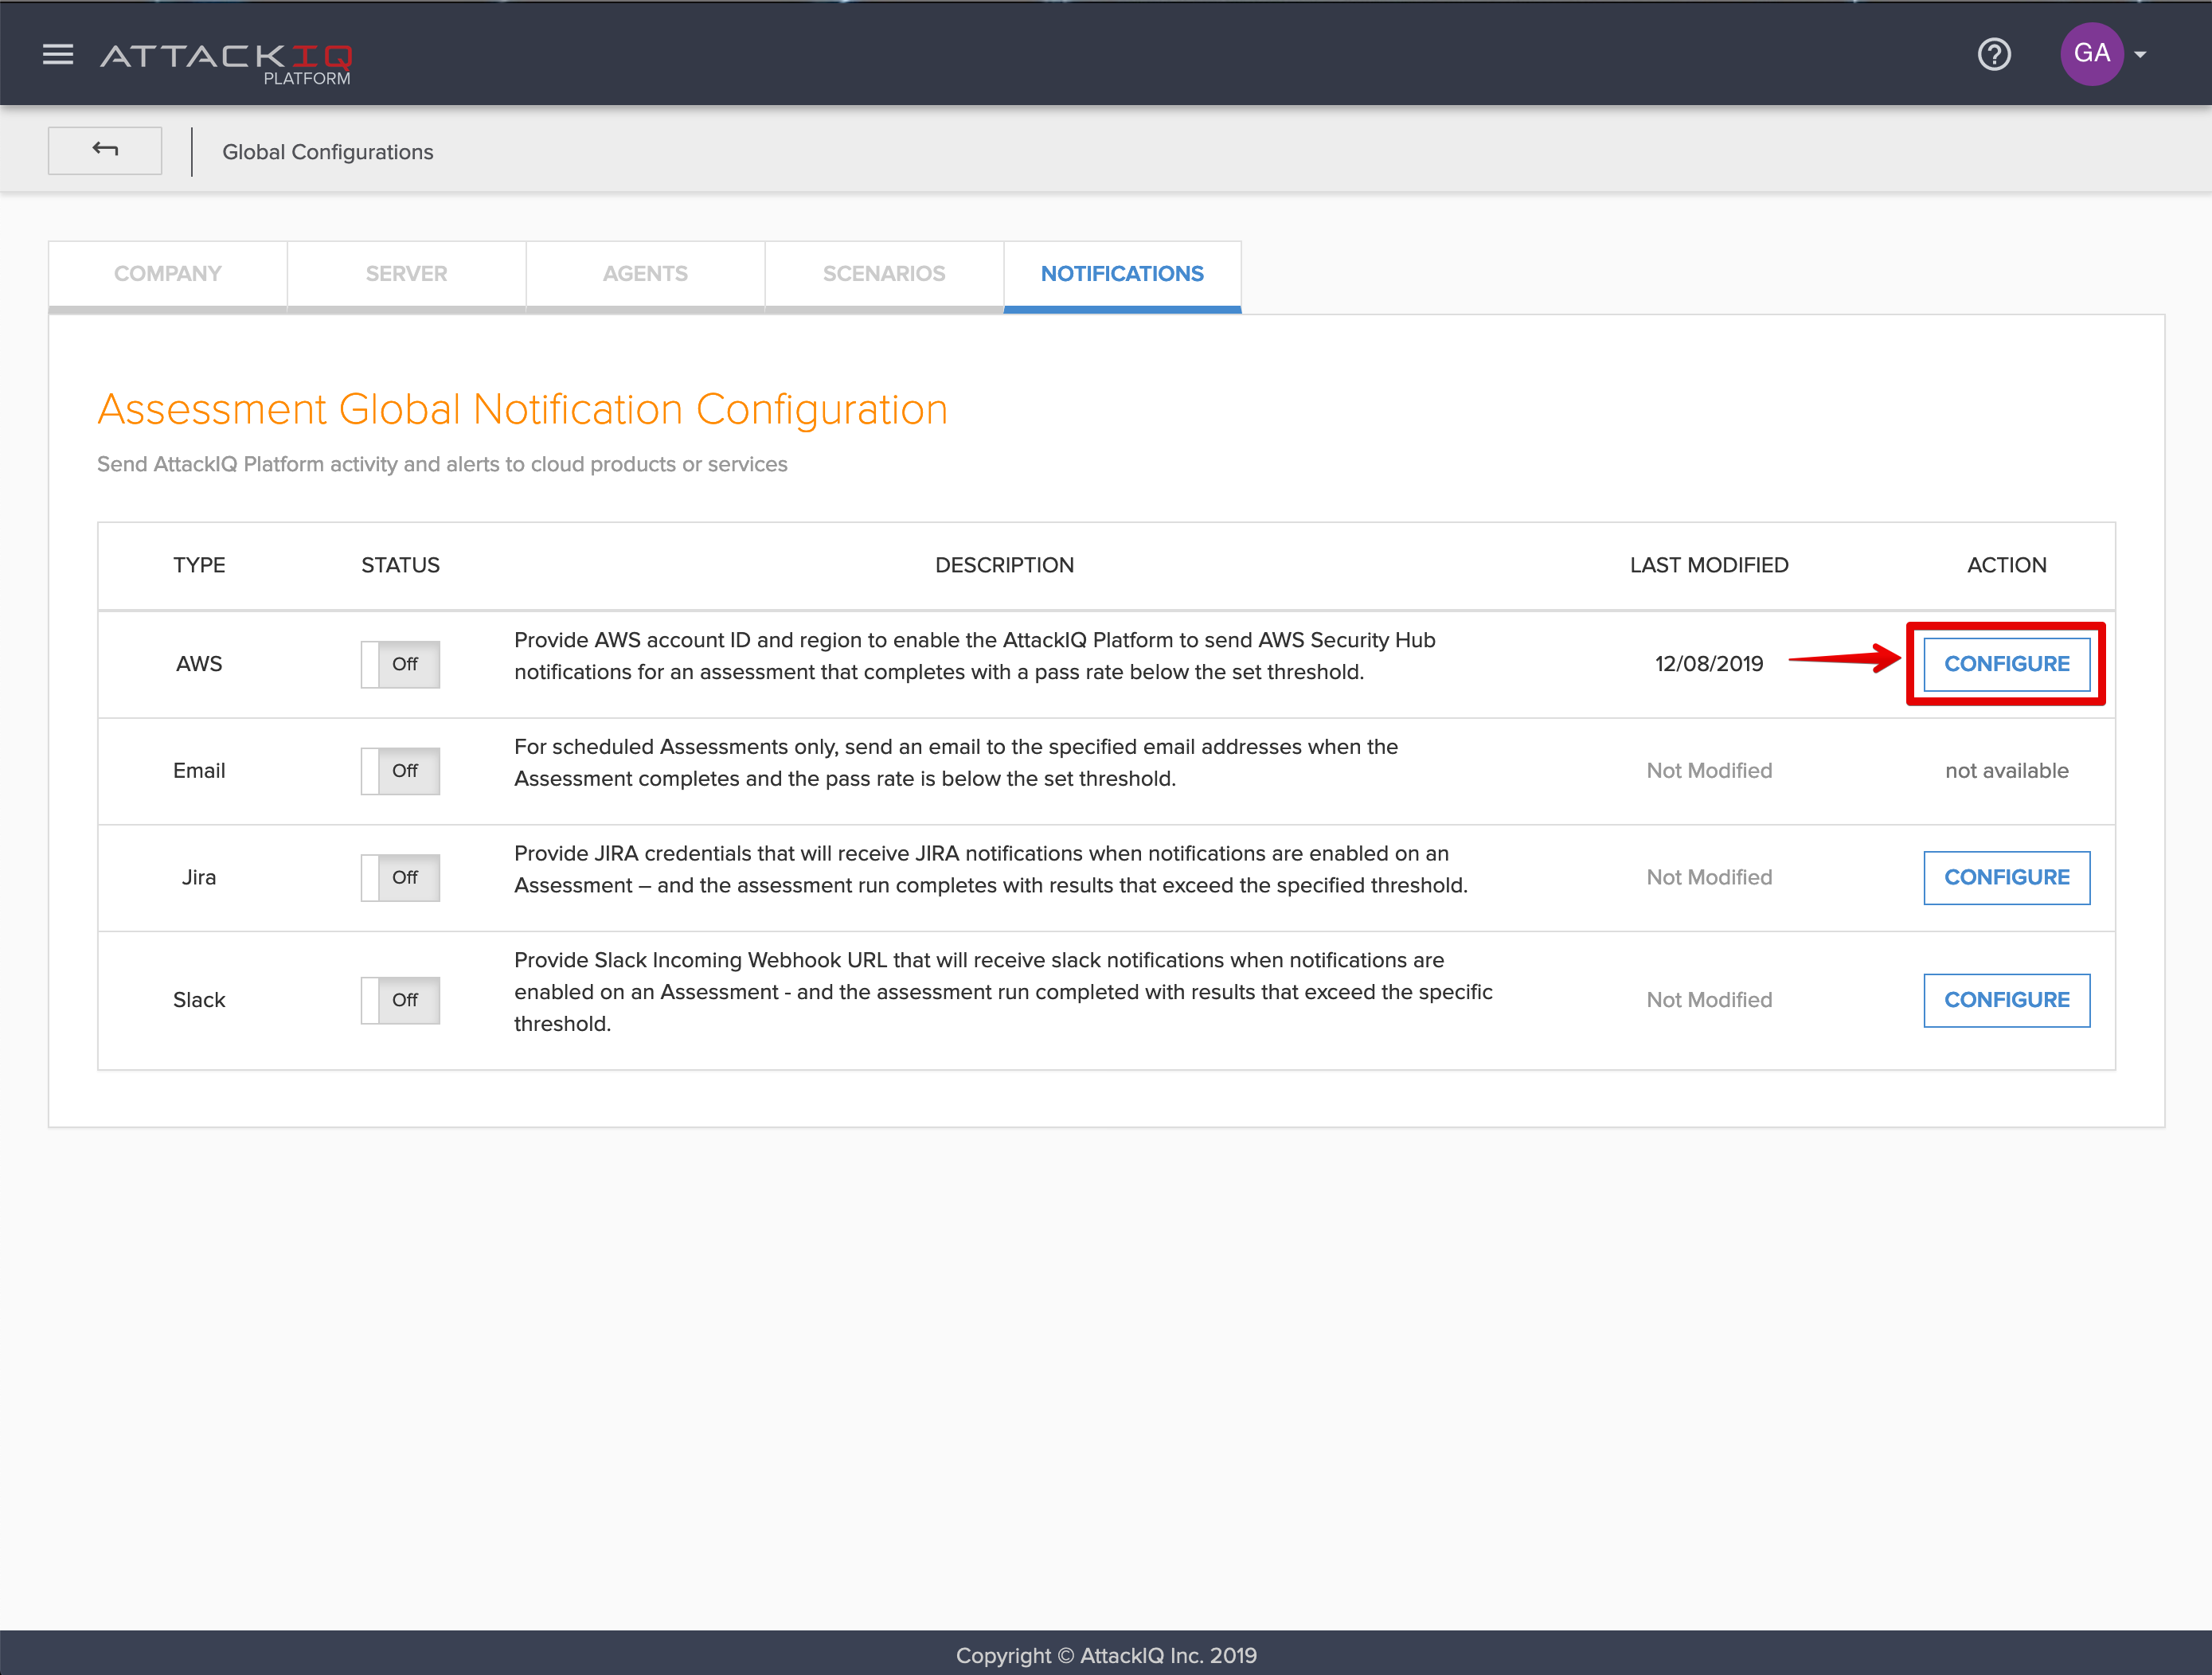 ATTACKIQ
PLATFORM
GA
Global Configurations
COMPANY
SERVER
AGENTS
SCENARIOS
NOTIFICATIONS
Assessment Global Notification Configuration
Send AttackIQ Platform activity and alerts to cloud products or services
TYPE
STATUS
DESCRIPTION
LAST MODIFIED
ACTION
AWS
Off
Provide AWS account ID and region to enable the AttackIQ Platform to send AWS Security Hub
notifications for an assessment that completes with a pass rate below the set threshold.
12/08/2019
CONFIGURE
Email
Off
For scheduled Assessments only, send an email to the specified email addresses when the
Assessment completes and the pass rate is below the set threshold.
Not Modified
not available
Jira
Off
Provide JIRA credentials that will receive JIRA notifications when notifications are enabled on an
Assessment – and the assessment run completes with results that exceed the specified threshold.
Not Modified
CONFIGURE
Slack
Off
Provide Slack Incoming Webhook URL that will receive slack notifications when notifications are
enabled on an Assessment - and the assessment run completed with results that exceed the specific
threshold.
Not Modified
CONFIGURE
Copyright © AttackIQ Inc. 2019